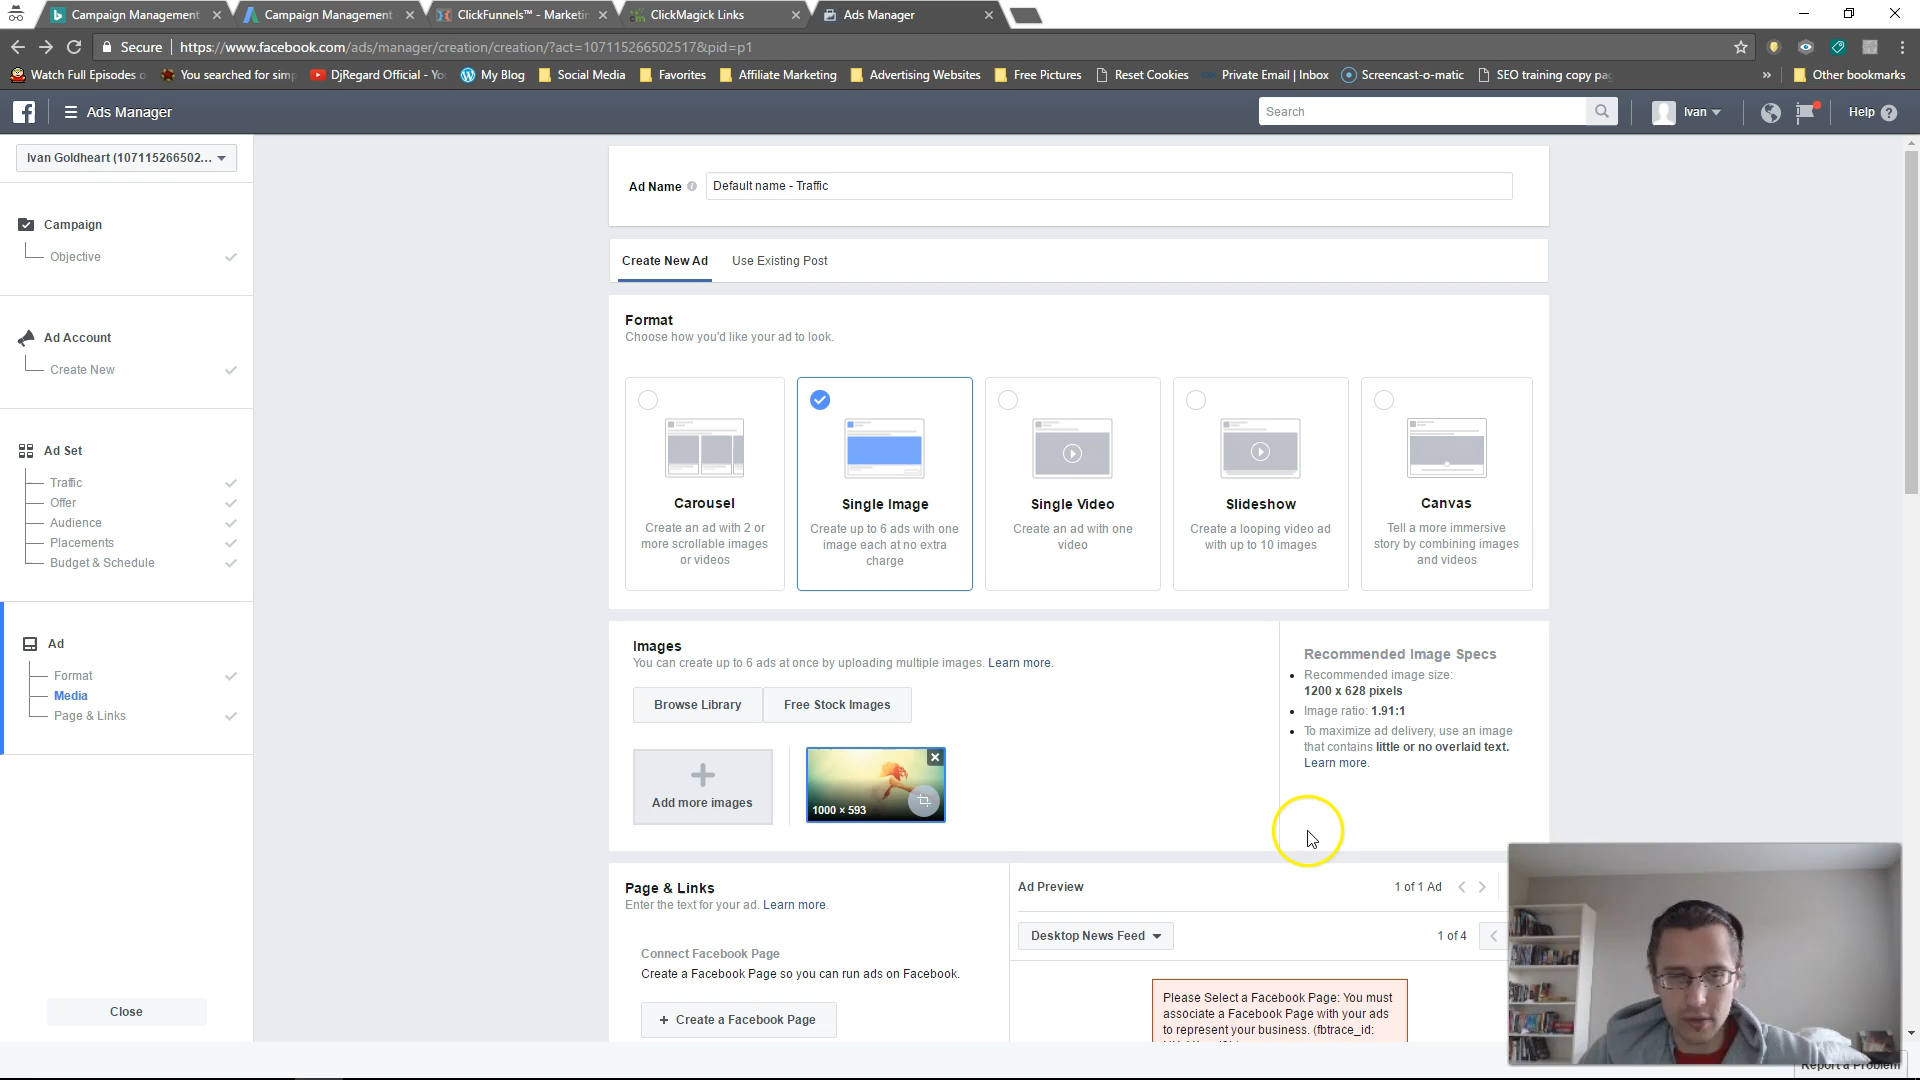 Campaign Management
Campaign Management
ClickFunnels™ - Marketin
ClickMagick Links
Ads Manager
Secure
https://www.facebook.com/ads/manager/creation/creation/?act=107115266502517&pid=p1
Watch Full Episodes o
You searched for simp
DjRegard Official - Yo
My Blog
Social Media
Favorites
Affiliate Marketing
Advertising Websites
Free Pictures
Reset Cookies
Private Email | Inbox
Screencast-o-matic
SEO training copy pag
»
Other bookmarks
Ads Manager
Search
Ivan
Help
Ivan Goldheart (107115266502...
Campaign
Objective
Ad Account
Create New
Ad Set
Traffic
Offer
Audience
Placements
Budget & Schedule
Ad
Format
Media
Page & Links
Close
Ad Name
Default name - Traffic
Create New Ad
Use Existing Post
Format
Choose how you'd like your ad to look.
Carousel
Create an ad with 2 or
more scrollable images
or videos
Single Image
Create up to 6 ads with one
image each at no extra
charge
Single Video
Create an ad with one
video
Slideshow
Create a looping video ad
with up to 10 images
Canvas
Tell a more immersive
story by combining images
and videos
Images
You can create up to 6 ads at once by uploading multiple images. Learn more.
Browse Library
Free Stock Images
Add more images
1000 × 593
Recommended Image Specs
Recommended image size:
1200 x 628 pixels
Image ratio: 1.91:1
To maximize ad delivery, use an image
that contains little or no overlaid text.
Learn more.
Page & Links
Enter the text for your ad. Learn more.
Connect Facebook Page
Create a Facebook Page so you can run ads on Facebook.
+ Create a Facebook Page
Ad Preview
1 of 1 Ad
Desktop News Feed
1 of 4
Please Select a Facebook Page: You must
associate a Facebook Page with your ads
to represent your business. (fbtrace_id:
Report a Problem